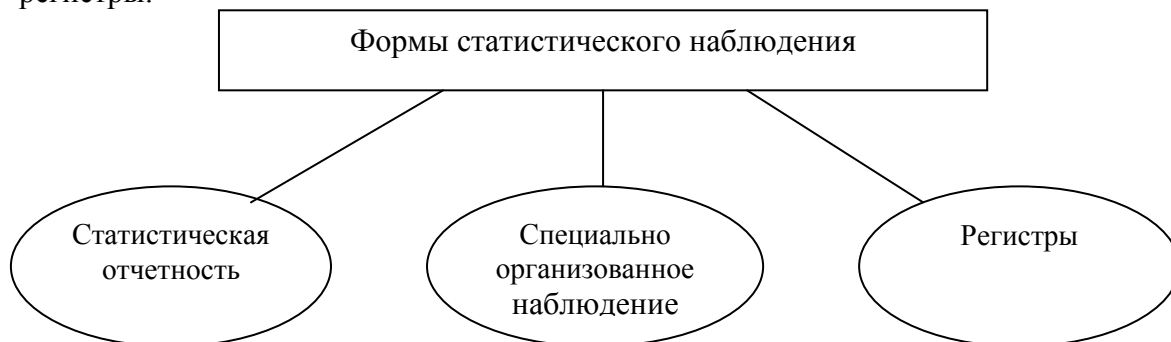 регистры.
Формы статистического наблюдения
Статистическая
отчетность
Специально
организованное
наблюдение
Регистры